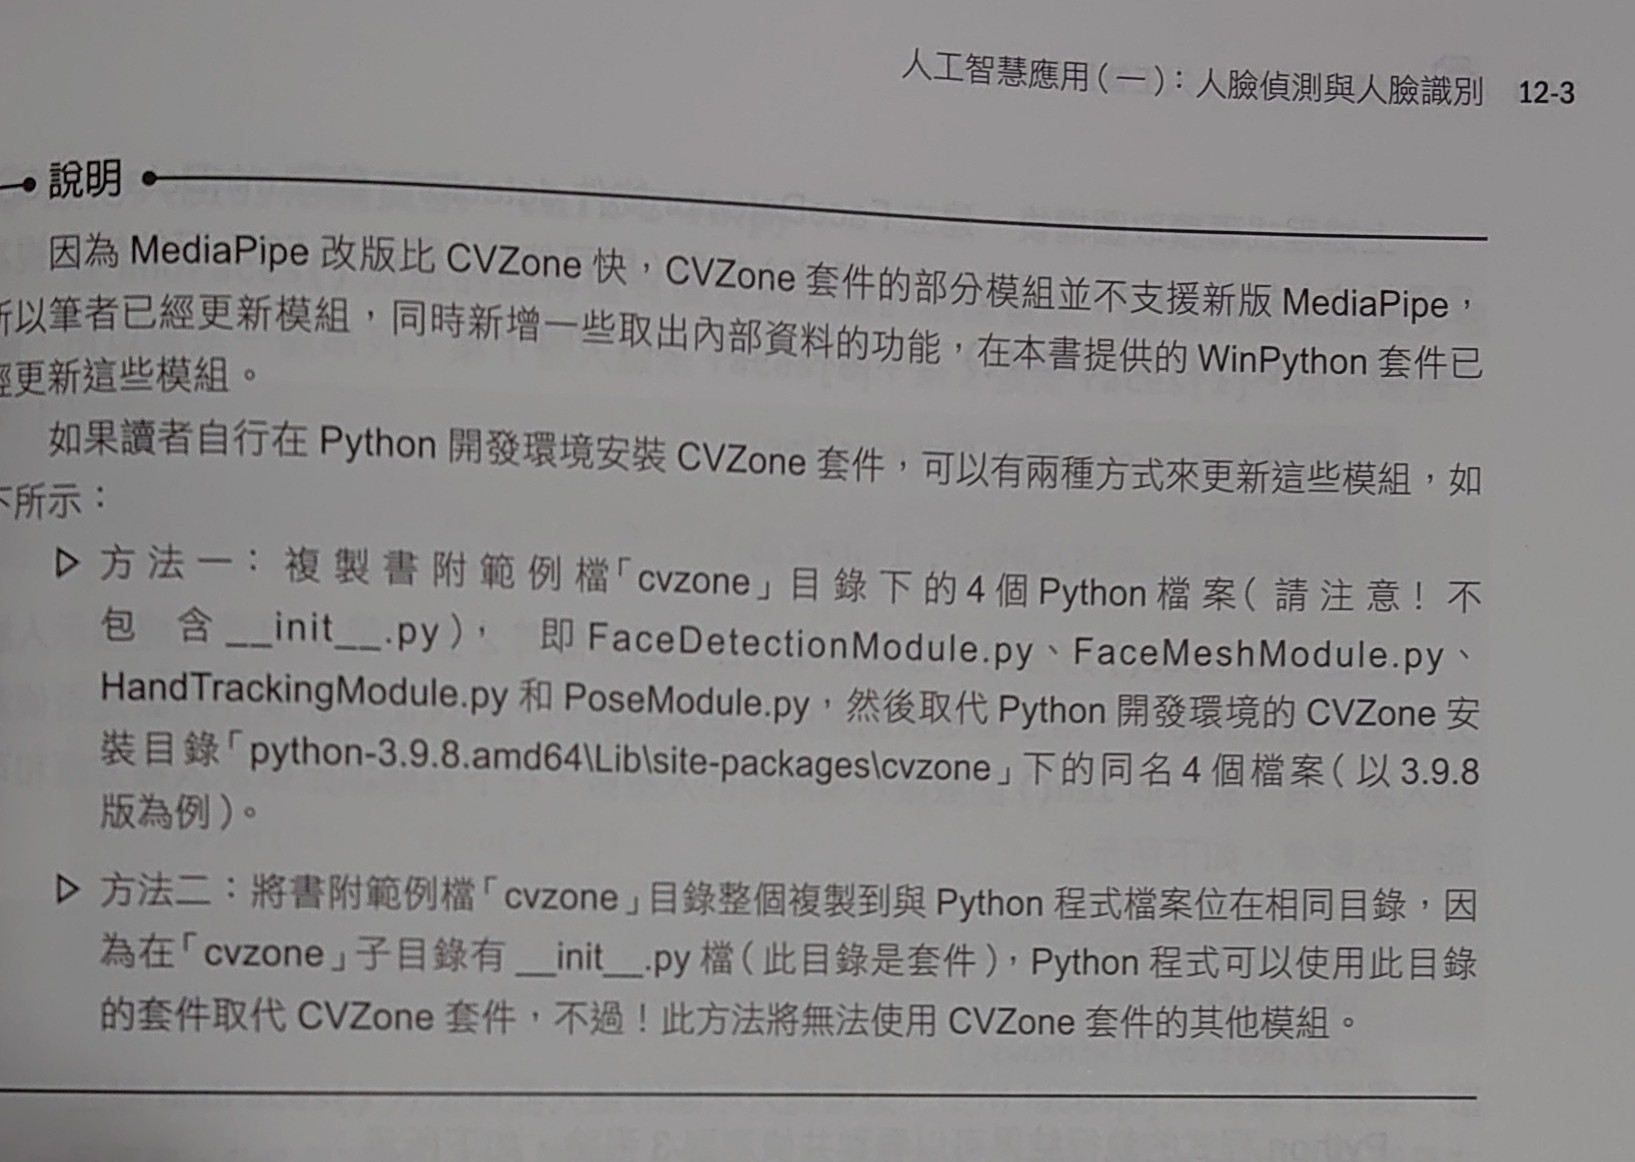 人工智慧應用(一)：人臉偵測與人臉識別 12-3
說明
因為 MediaPipe 改版比 CVZone 快，CVZone 套件的部分模組並不支援新版 MediaPipe，
所以筆者已經更新模組，同時新增一些取出內部資料的功能，在本書提供的 WinPython 套件已
經更新這些模組。
如果讀者自行在 Python 開發環境安裝 CVZone 套件，可以有兩種方式來更新這些模組，如
下所示：
▷ 方法一：複製書附範例檔「cvzone」目錄下的 4 個 Python 檔案(請注意！不
包含 __init__.py)，即 FaceDetectionModule.py、FaceMeshModule.py、
HandTrackingModule.py 和 PoseModule.py，然後取代 Python 開發環境的 CVZone 安
裝目錄「python-3.9.8.amd64\Lib\site-packages\cvzone」下的同名 4 個檔案(以 3.9.8
版為例)。
▷ 方法二：將書附範例檔「cvzone」目錄整個複製到與 Python 程式檔案位在相同目錄，因
為在「cvzone」子目錄有 __init__.py 檔(此目錄是套件)，Python 程式可以使用此目錄
的套件取代 CVZone 套件，不過！此方法將無法使用 CVZone 套件的其他模組。